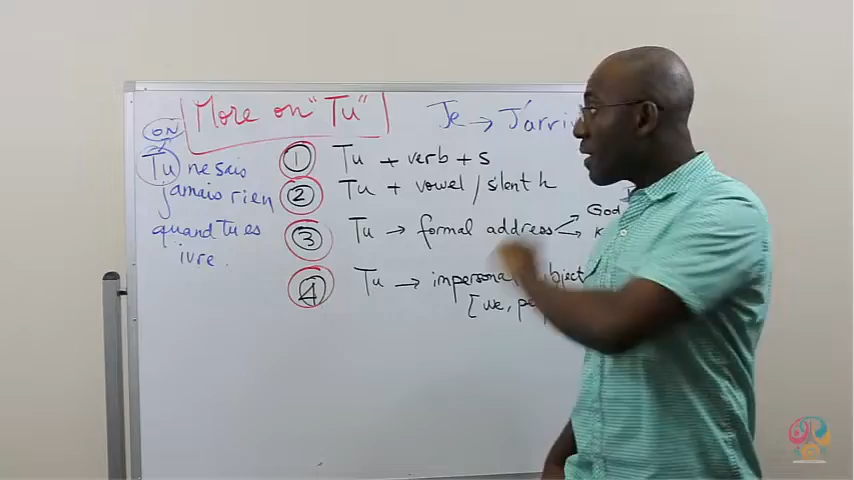 More on "Tu"
Je → J'arri
ON
Tu ne sais
jamais rien
quand Tu es
ivre.
① Tu + verb + s
② Tu + vowel / silent h
③ Tu → formal address
God
④ Tu → impersonal
[we,